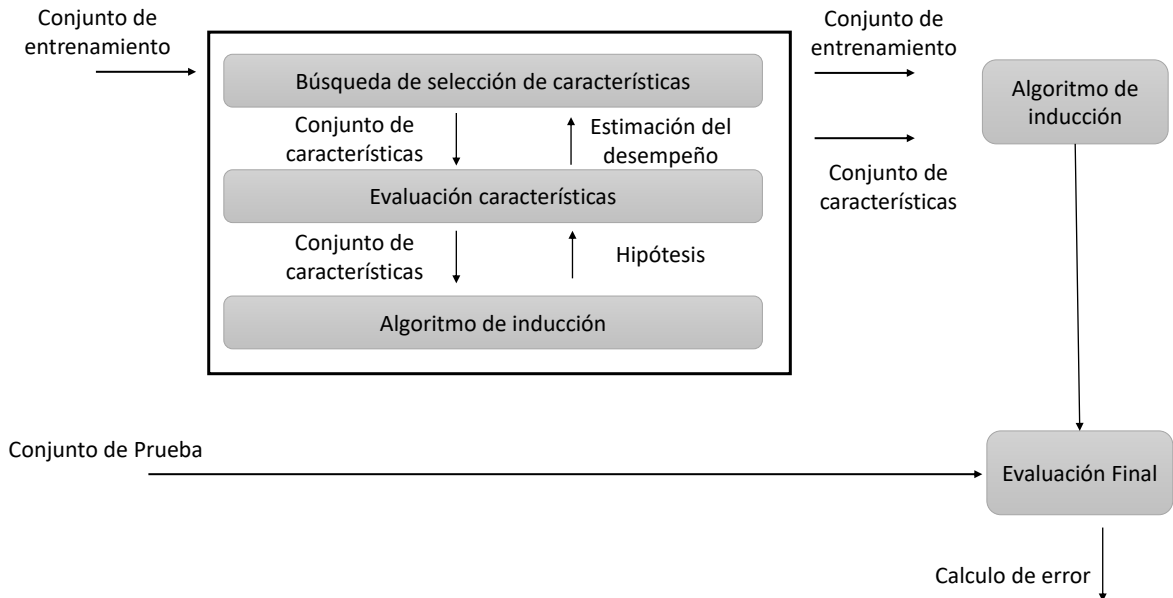 Conjunto de
entrenamiento
Búsqueda de selección de características
Conjunto de
características
Estimación del
desempeño
Evaluación características
Conjunto de
características
Hipótesis
Algoritmo de inducción
Conjunto de
entrenamiento
Conjunto de
características
Algoritmo de
inducción
Conjunto de Prueba
Evaluación Final
Calculo de error